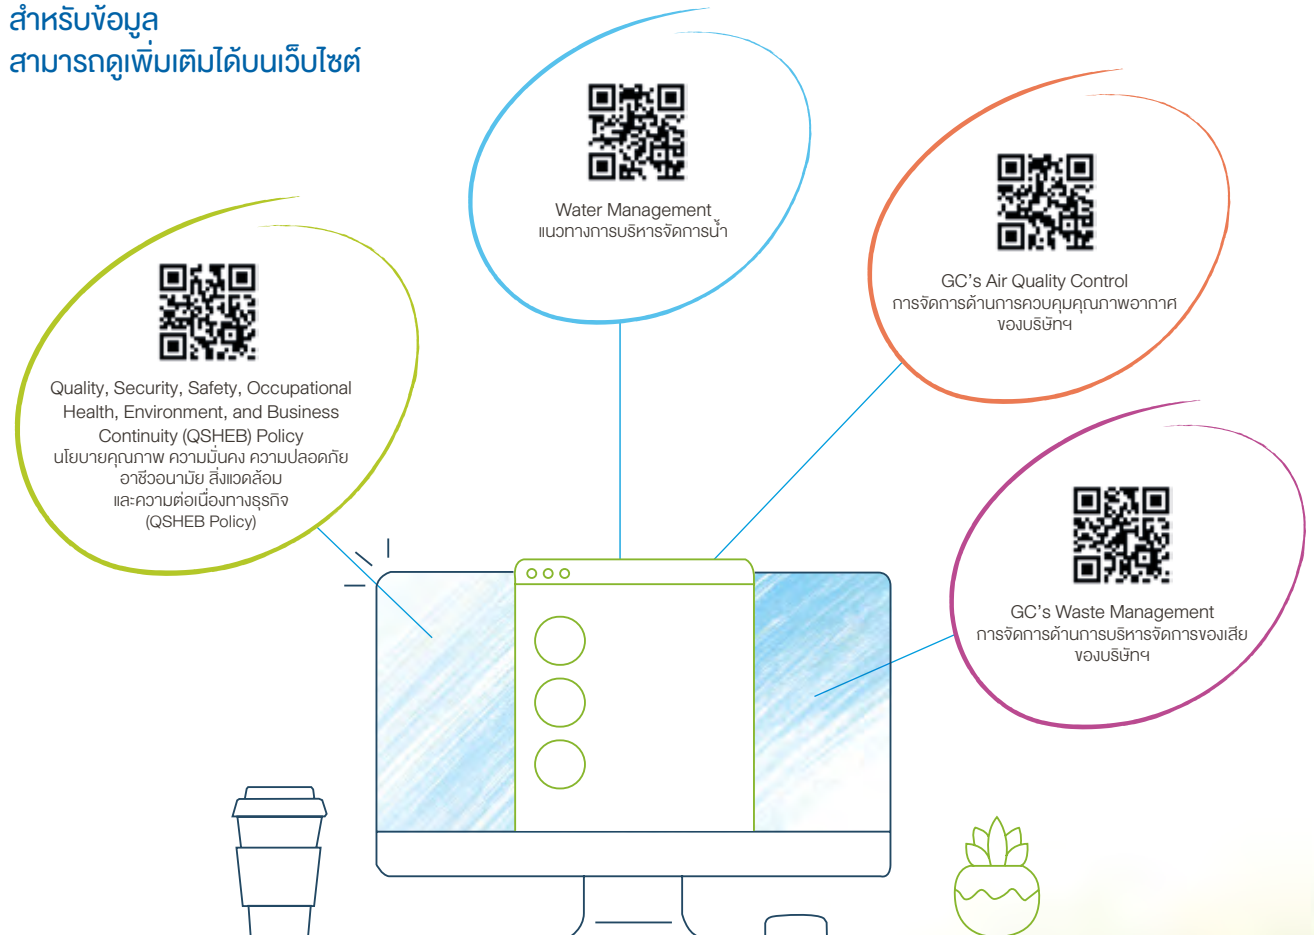 สำหรับข้อมูล
สามารถดูเพิ่มเติมได้บนเว็บไซต์
Water Management
แนวทางการบริหารจัดการน้ำ
GC's Air Quality Control
การจัดการด้านการควบคุมคุณภาพอากาศ
ของบริษัทฯ
Quality, Security, Safety, Occupational
Health, Environment, and Business
Continuity (QSHEB) Policy
นโยบายคุณภาพ ความมั่นคง ความปลอดภัย
อาชีวอนามัย สิ่งแวดล้อม
และความต่อเนื่องทางธุรกิจ
(QSHEB Policy)
GC's Waste Management
การจัดการด้านการบริหารจัดการของเสีย
ของบริษัทฯ